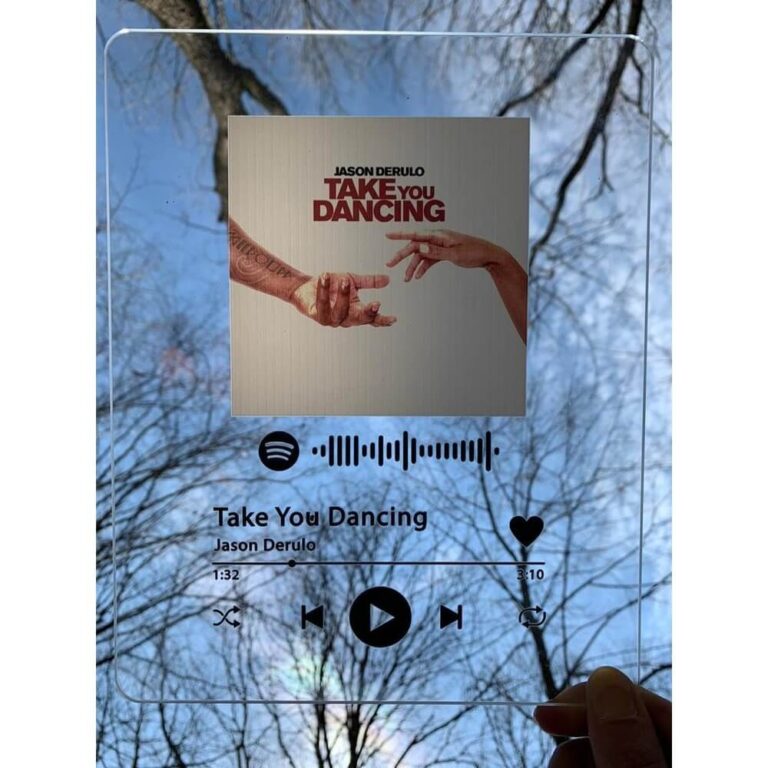 JASON DERULO
TAKE YOU
DANCING
Take You Dancing
Jason Derulo
1:32
3:10